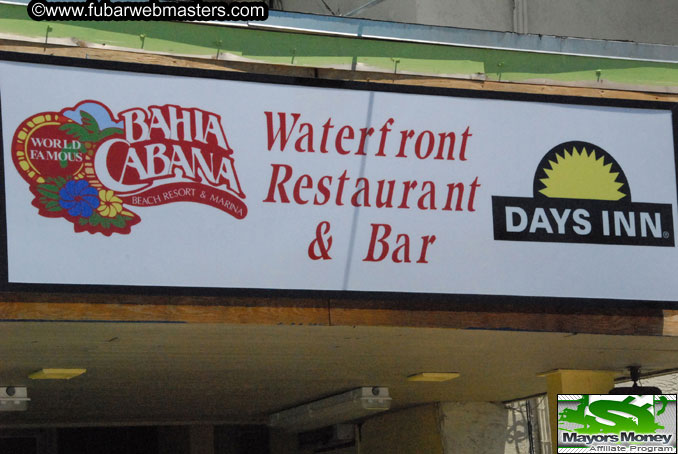 www.fubarwebmasters.com
WORLD
FAMOUS
BAHIA
CABANA
BEACH RESORT & MARINA
Waterfront
Restaurant
& Bar
DAYS INN®
Mayors Money
Affiliate Program